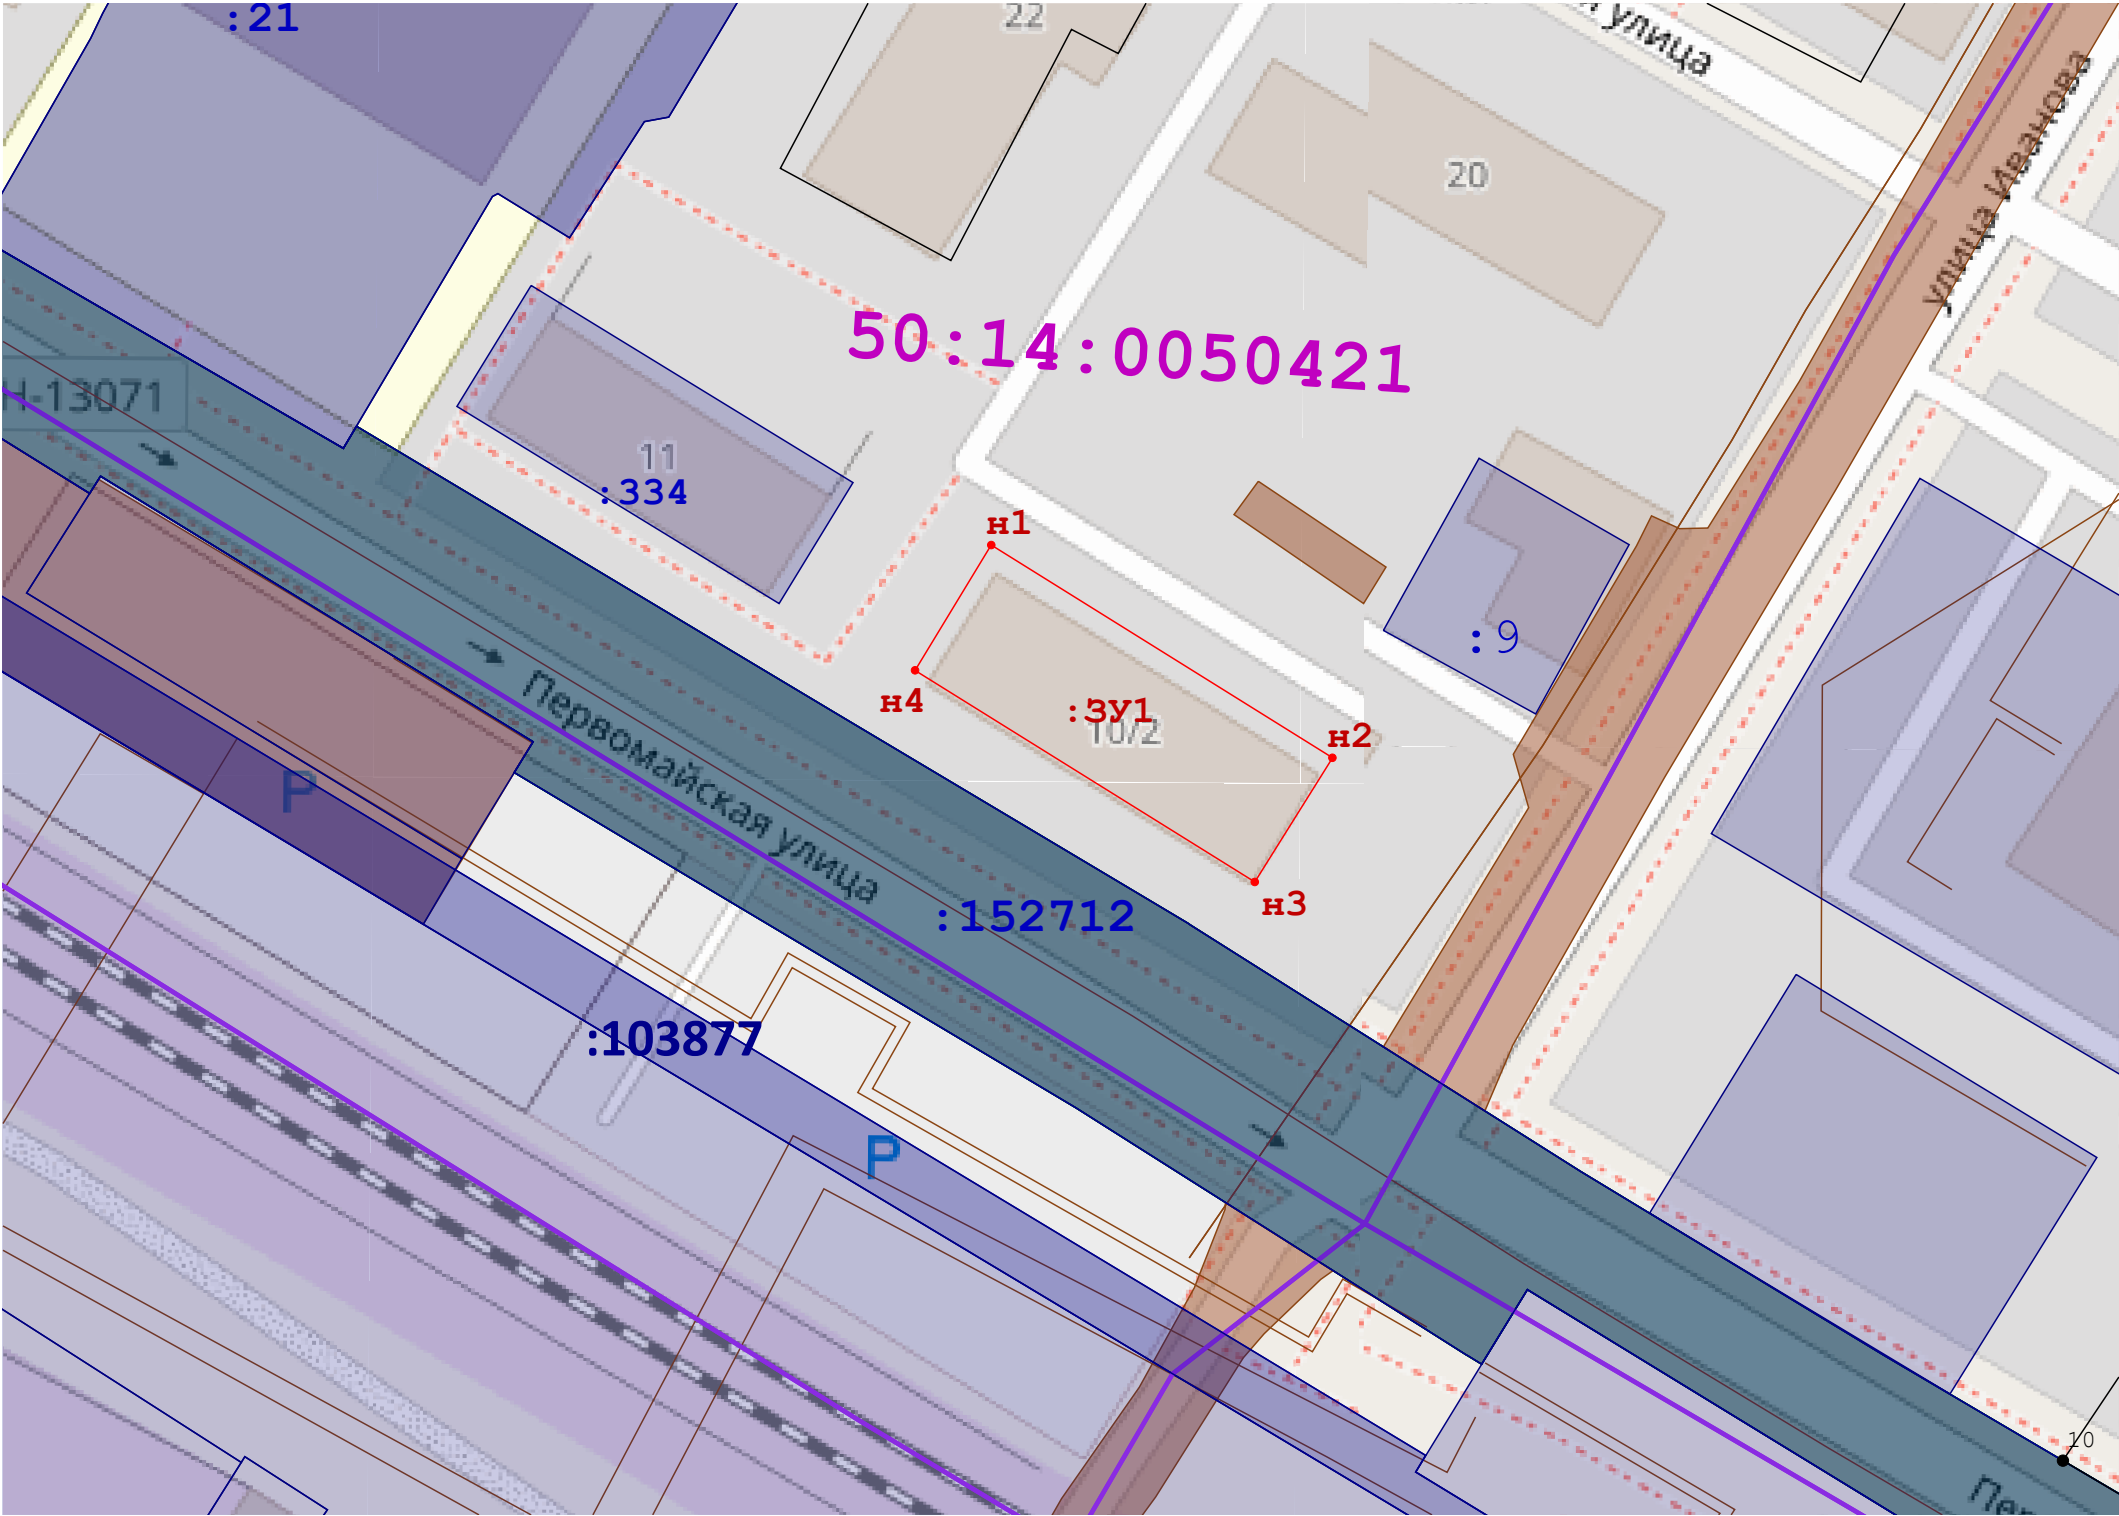 :21
22
я улица
улица Иванова
20
50:14:0050421
Н-13071
11
:334
н1
:9
н4
:ЗУ1
10/2
н2
Первомайская улица
P
н3
:152712
:103877
P
10
Пер